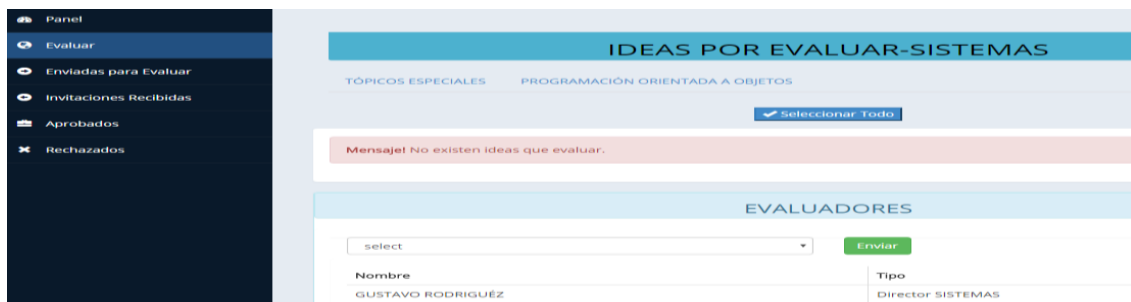 Panel
Evaluar
Enviadas para Evaluar
Invitaciones Recibidas
Aprobados
Rechazados
IDEAS POR EVALUAR-SISTEMAS
TÓPICOS ESPECIALES PROGRAMACIÓN ORIENTADA A OBJETOS
Seleccionar Todo
Mensaje! No existen ideas que evaluar.
EVALUADORES
select Enviar
Nombre Tipo
GUSTAVO RODRIGUÉZ Director SISTEMAS